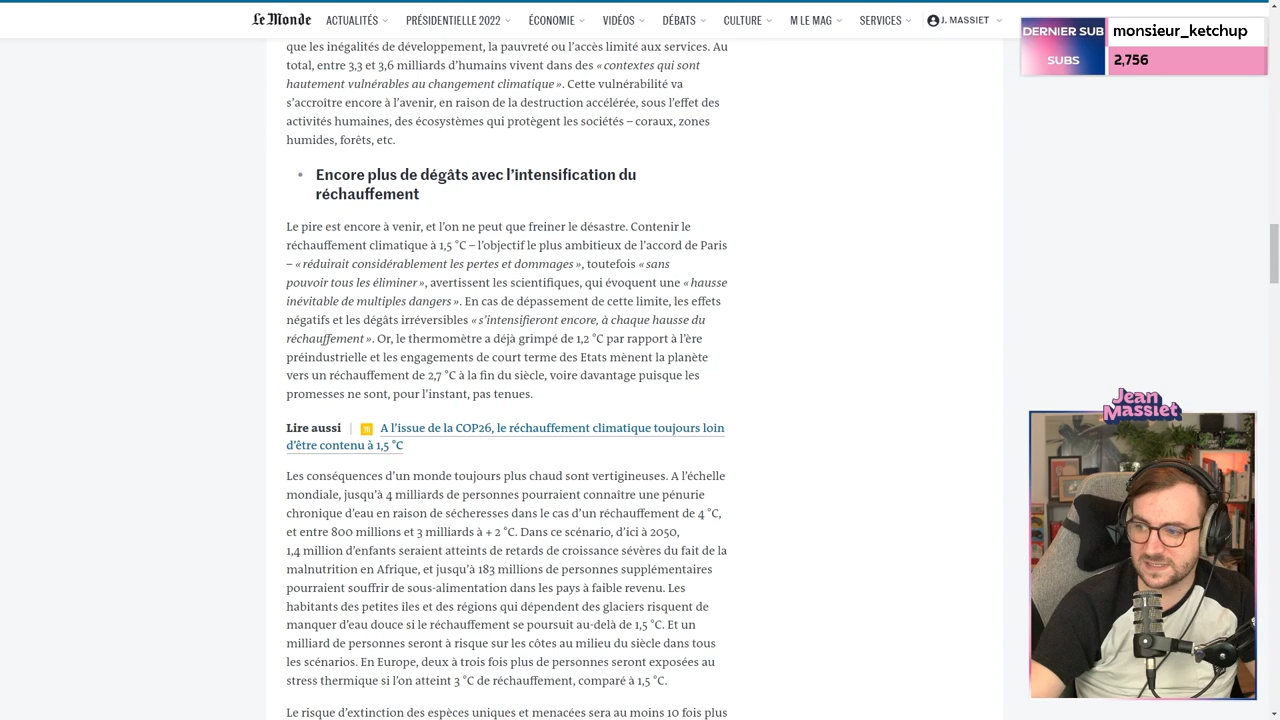 Le Monde ACTUALITÉS PRÉSIDENTIELLE 2022 ÉCONOMIE VIDÉOS DÉBATS CULTURE M LE MAG SERVICES J. MASSIET
DERNIER SUB monsieur_ketchup
SUBS 2,756
que les inégalités de développement, la pauvreté ou l’accès limité aux services. Au
total, entre 3,3 et 3,6 milliards d’humains vivent dans des « contextes qui sont
hautement vulnérables au changement climatique ». Cette vulnérabilité va
s’accroître encore à l’avenir, en raison de la destruction accélérée, sous l’effet des
activités humaines, des écosystèmes qui protègent les sociétés – coraux, zones
humides, forêts, etc.
• Encore plus de dégâts avec l’intensification du
réchauffement
Le pire est encore à venir, et l’on ne peut que freiner le désastre. Contenir le
réchauffement climatique à 1,5 °C – l’objectif le plus ambitieux de l’accord de Paris
– « réduirait considérablement les pertes et dommages », toutefois « sans
pouvoir tous les éliminer », avertissent les scientifiques, qui évoquent une « hausse
inévitable de multiples dangers ». En cas de dépassement de cette limite, les effets
négatifs et les dégâts irréversibles « s’intensifieront encore, à chaque hausse du
réchauffement ». Or, le thermomètre a déjà grimpé de 1,2 °C par rapport à l’ère
préindustrielle et les engagements de court terme des Etats mènent la planète
vers un réchauffement de 2,7 °C à la fin du siècle, voire davantage puisque les
promesses ne sont, pour l’instant, pas tenues.
Lire aussi | A l’issue de la COP26, le réchauffement climatique toujours loin
d’être contenu à 1,5 °C
Les conséquences d’un monde toujours plus chaud sont vertigineuses. A l’échelle
mondiale, jusqu’à 4 milliards de personnes pourraient connaître une pénurie
chronique d’eau en raison de sécheresses dans le cas d’un réchauffement de 4 °C,
et entre 800 millions et 3 milliards à + 2 °C. Dans ce scénario, d’ici à 2050,
1,4 million d’enfants seraient atteints de retards de croissance sévères du fait de la
malnutrition en Afrique, et jusqu’à 183 millions de personnes supplémentaires
pourraient souffrir de sous-alimentation dans les pays à faible revenu. Les
habitants des petites îles et des régions qui dépendent des glaciers risquent de
manquer d’eau douce si le réchauffement se poursuit au-delà de 1,5 °C. Et un
milliard de personnes seront à risque sur les côtes au milieu du siècle dans tous
les scénarios. En Europe, deux à trois fois plus de personnes seront exposées au
stress thermique si l’on atteint 3 °C de réchauffement, comparé à 1,5 °C.
Le risque d’extinction des espèces uniques et menacées sera au moins 10 fois plus
Jean
Massiet